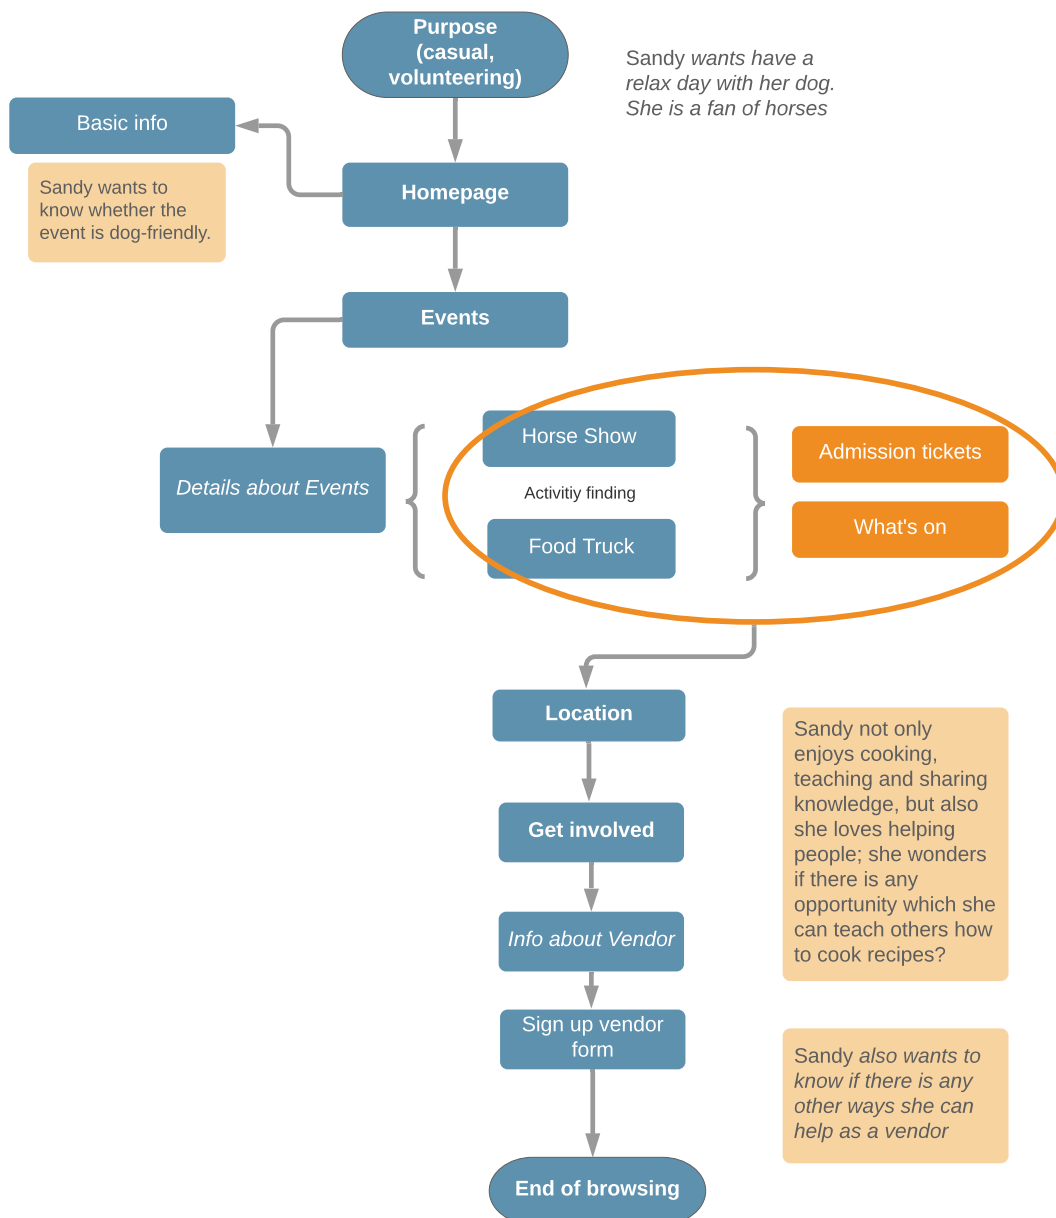 Purpose
(casual,
volunteering)
Sandy wants have a
relax day with her dog.
She is a fan of horses
Basic info
Sandy wants to
know whether the
event is dog-friendly.
Homepage
Events
Details about Events
Horse Show
Activitiy finding
Food Truck
Admission tickets
What's on
Location
Get involved
Info about Vendor
Sign up vendor
form
End of browsing
Sandy not only
enjoys cooking,
teaching and sharing
knowledge, but also
she loves helping
people; she wonders
if there is any
opportunity which she
can teach others how
to cook recipes?
Sandy also wants to
know if there is any
other ways she can
help as a vendor